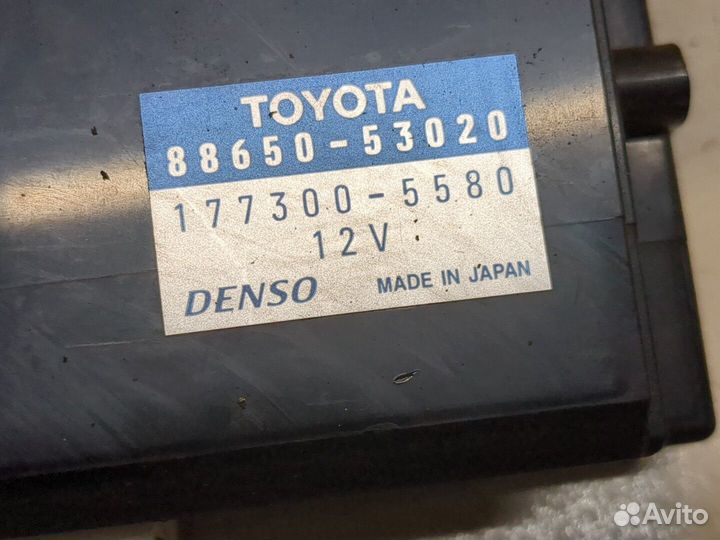 TOYOTA
88650-53020
177300-5580
12V
DENSO MADE IN JAPAN
Avito